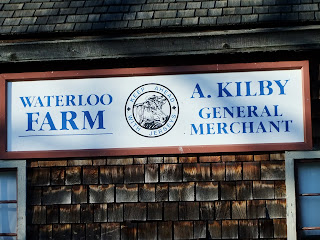 WATERLOO
FARM
A. KILBY
GENERAL
MERCHANT